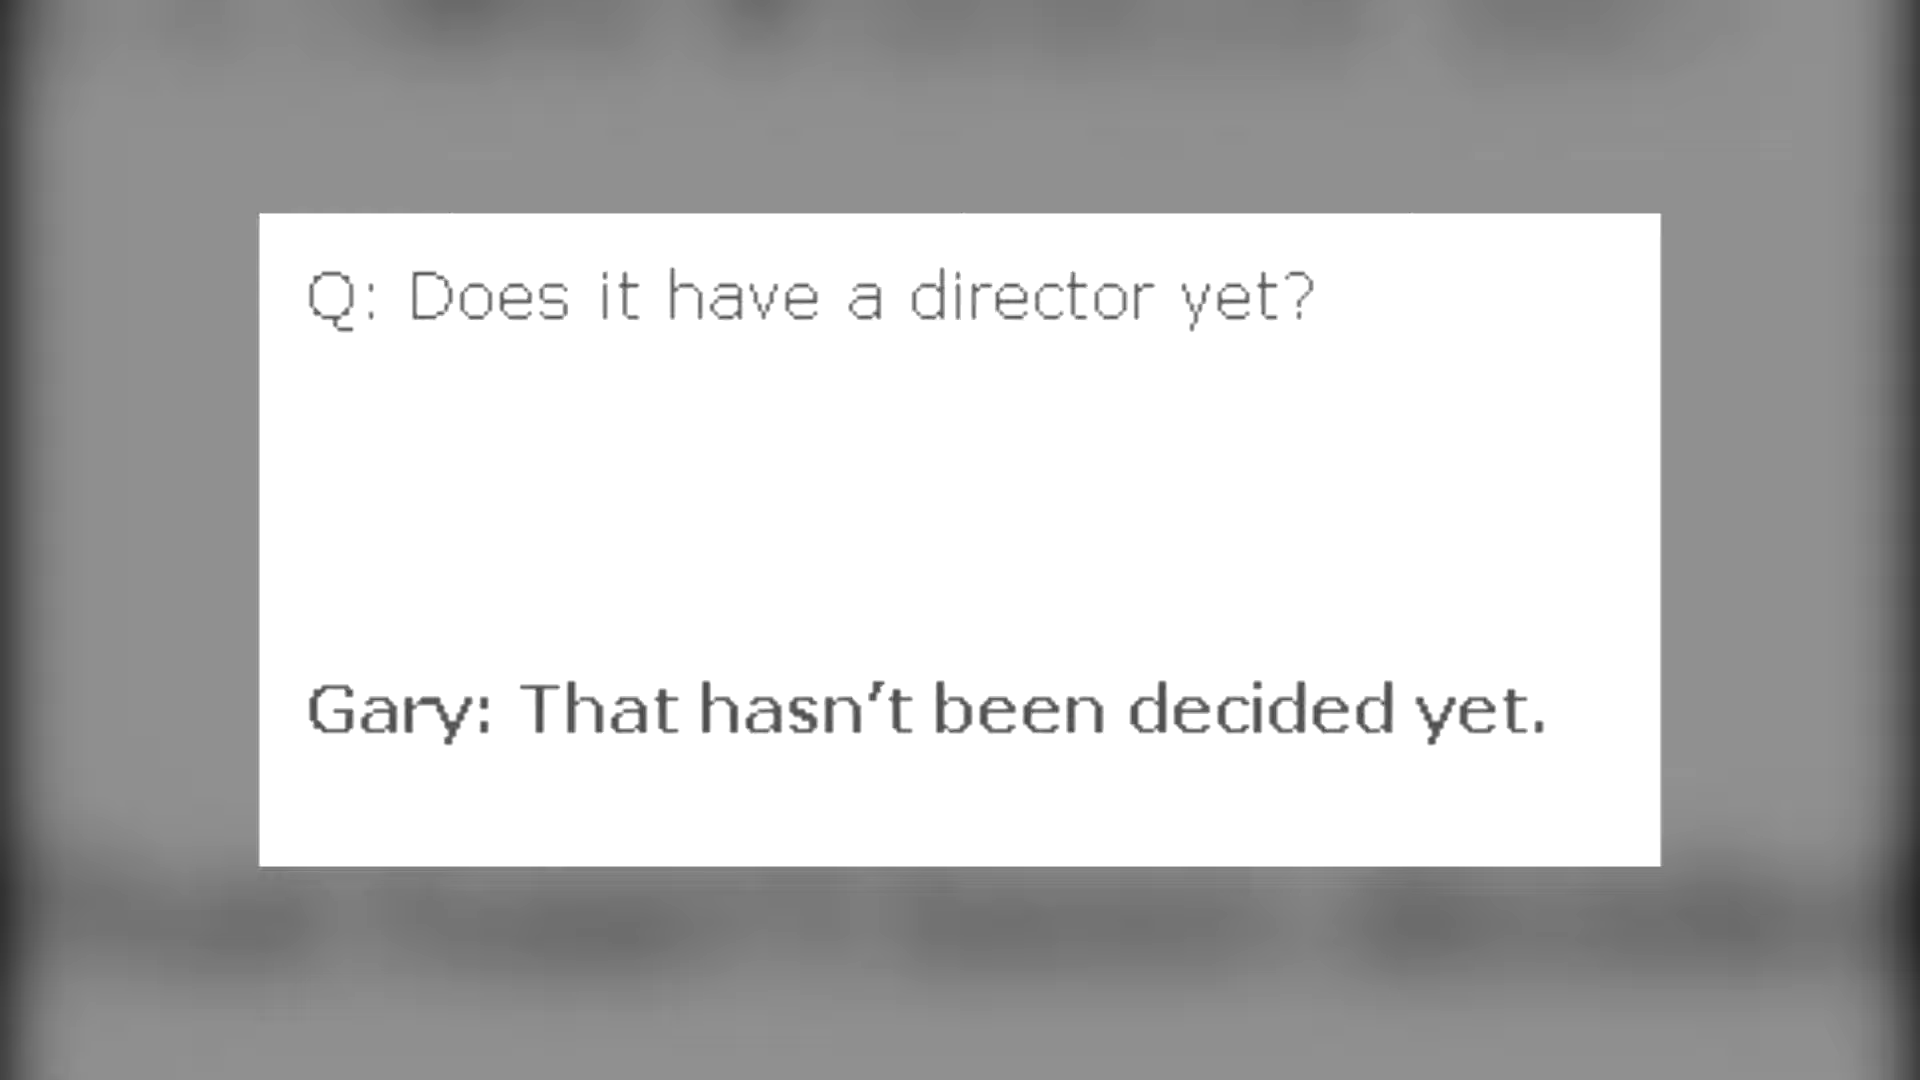 Q: Does it have a director yet?
Gary: That hasn’t been decided yet.